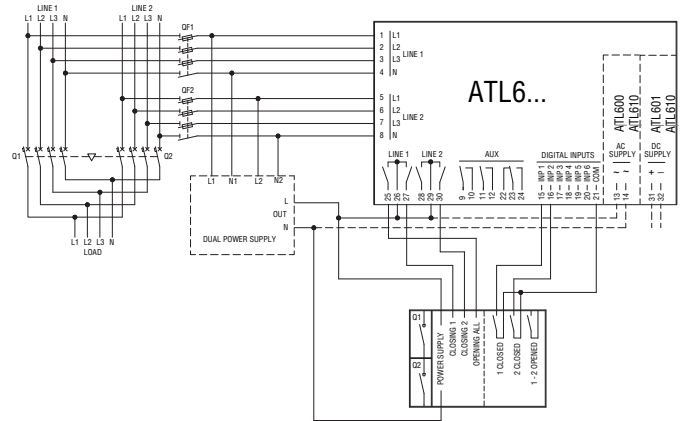 LINE 1 LINE 2
L1 L2 L3 N L1 L2 L3 N QF1
1 L1
2 L2
3 L3 LINE 1
4 N
QF2
5 L1
6 L2
7 L3 LINE 2
8 N
ATL6...
ATL600
ATL610
ATL601
ATL610
AC SUPPLY
DC SUPPLY
Q1 Q2
LINE 1 LINE 2 AUX DIGITAL INPUTS
INP 1
INP 2
INP 3
INP 4
INP 5
INP 6
COM
~ ~ + −
25 26 27 28 29 30 9 10 11 12 22 23 24 15 16 17 18 19 20 21 13 14 31 32
L1 N1 L2 N2
L
OUT
N
DUAL POWER SUPPLY
L1 L2 L3 N
LOAD
Q1
Q2
POWER SUPPLY
CLOSING 1
CLOSING 2
OPENING ALL
1 CLOSED
2 CLOSED
1 - 2 OPENED